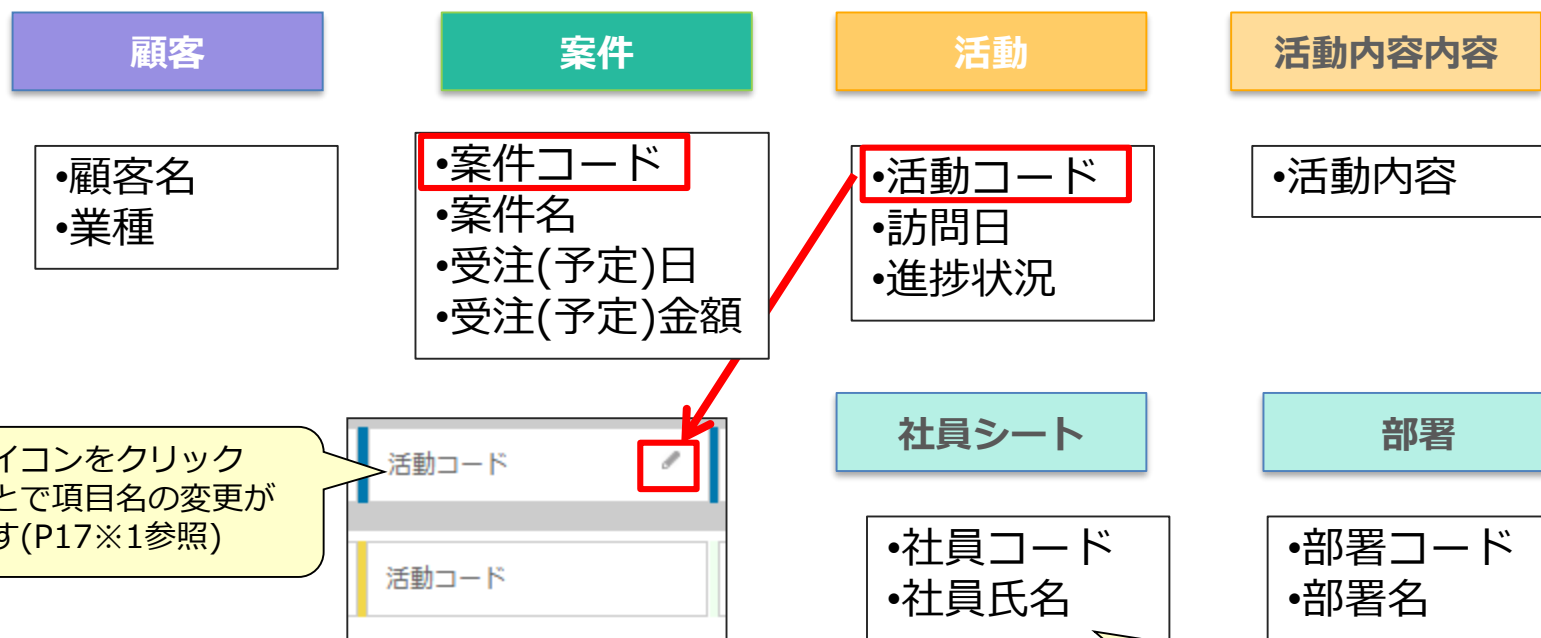 顧客
案件
活動
活動内容内容
•顧客名
•業種
•案件コード
•案件名
•受注(予定)日
•受注(予定)金額
•活動コード
•訪問日
•進捗状況
•活動内容
イコンをクリック
とで項目名の変更が
す(P17※1参照)
活動コード
活動コード
社員シート
部署
•社員コード
•社員氏名
•部署コード
•部署名